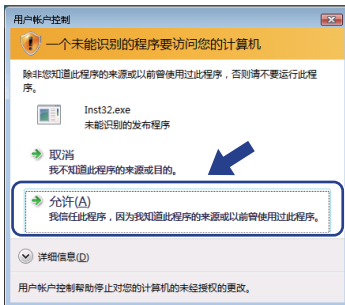 用户帐户控制
一个未能识别的程序要访问您的计算机
除非您知道此程序的来源或以前曾使用过此程序，否则请不要运行此程
序。
Inst32.exe
未能识别的发布程序
取消
我不知道此程序的来源或目的。
允许(A)
我信任此程序，因为我知道此程序的来源或以前曾使用过此程序。
详细信息(D)
用户帐户控制帮助停止对您的计算机的未经授权的更改。